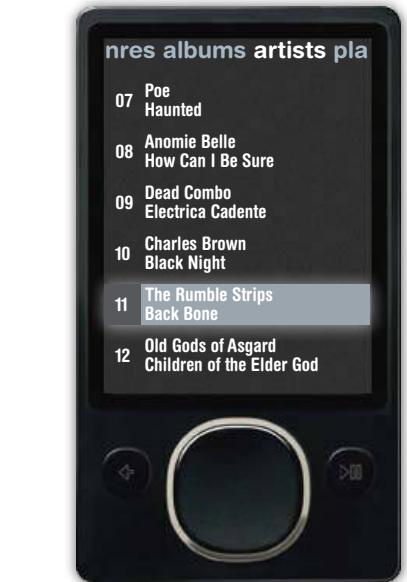 nres albums artists pla
07
Poe
Haunted
08
Anomie Belle
How Can I Be Sure
09
Dead Combo
Electrica Cadente
10
Charles Brown
Black Night
11
The Rumble Strips
Back Bone
12
Old Gods of Asgard
Children of the Elder God